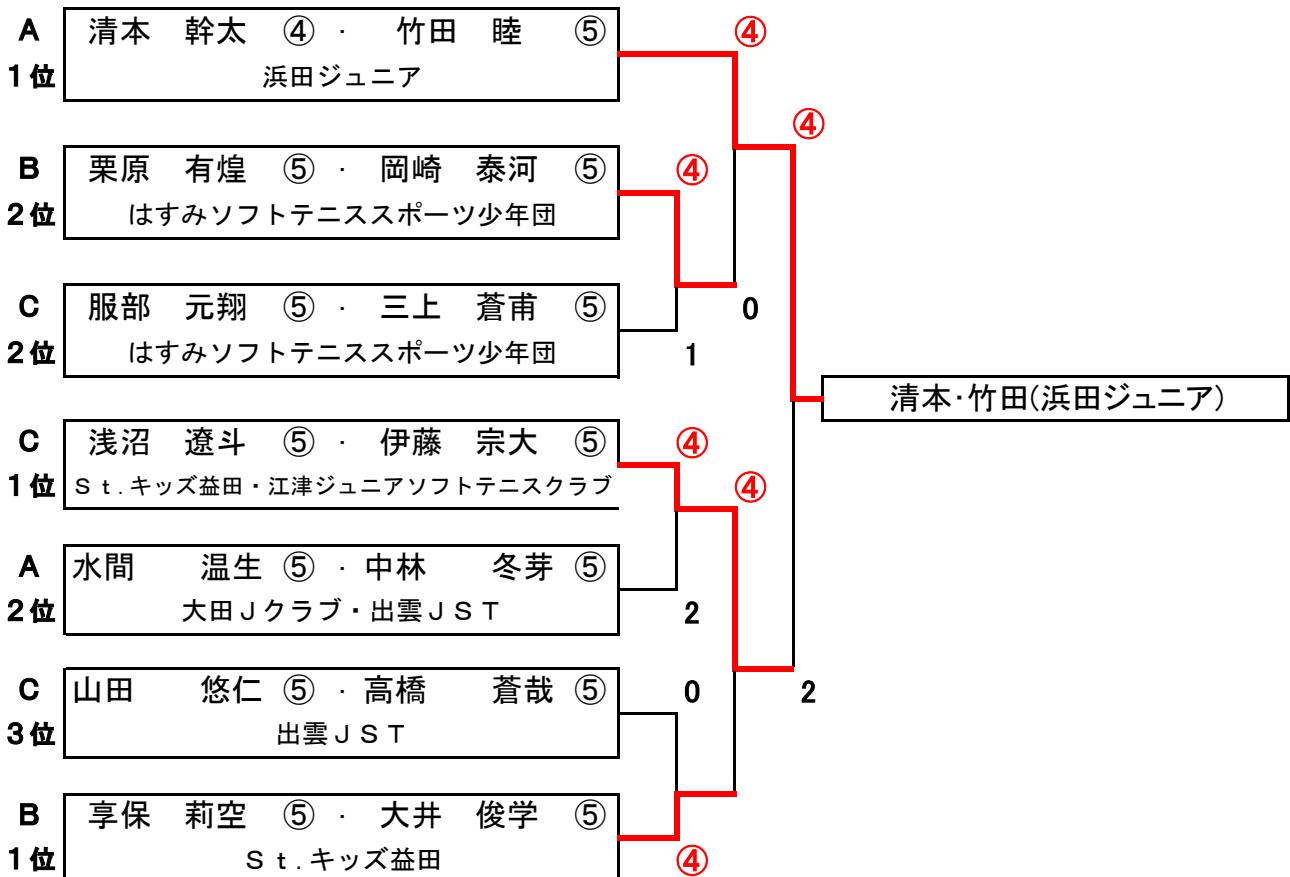 A 清本 幹太 ④ · 竹田 睦 ⑤
1位 浜田ジュニア
B 栗原 有煌 ⑤ · 岡崎 泰河 ⑤
2位 はすみソフトテニススポーツ少年団
C 服部 元翔 ⑤ · 三上 蒼甫 ⑤
2位 はすみソフトテニススポーツ少年団
C 浅沼 遼斗 ⑤ · 伊藤 宗大 ⑤
1位 Ｓｔ.キッズ益田・江津ジュニアソフトテニスクラブ
A 水間 温生 ⑤ · 中林 冬芽 ⑤
2位 大田Ｊクラブ・出雲ＪＳＴ
C 山田 悠仁 ⑤ · 高橋 蒼哉 ⑤
3位 出雲ＪＳＴ
B 享保 莉空 ⑤ · 大井 俊学 ⑤
1位 Ｓｔ.キッズ益田
④
1
④
2
0
④
④
0
④
④
2
清本･竹田(浜田ジュニア)